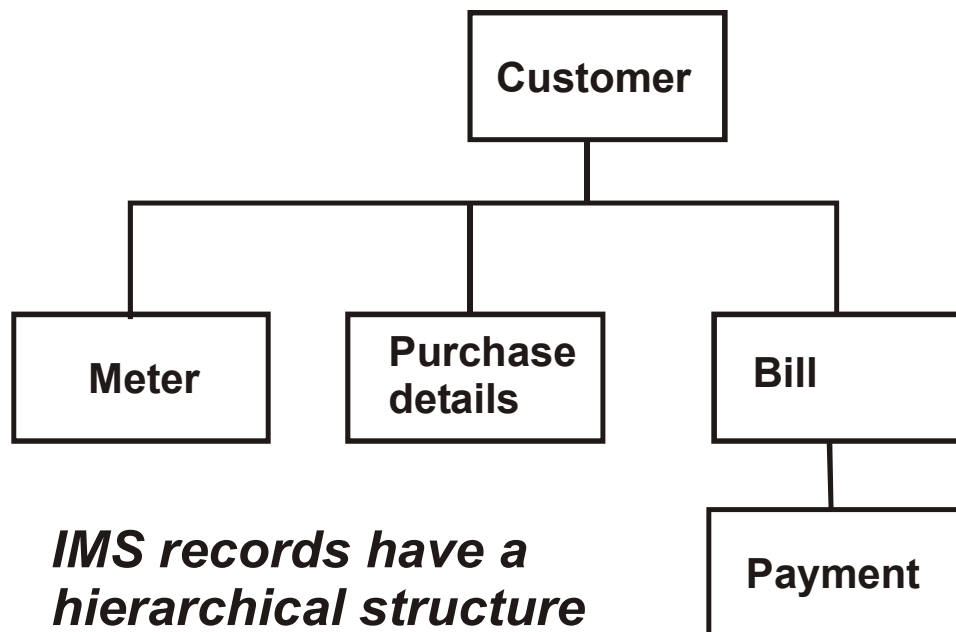 Customer
Meter
Purchase
details
Bill
IMS records have a
hierarchical structure
Payment